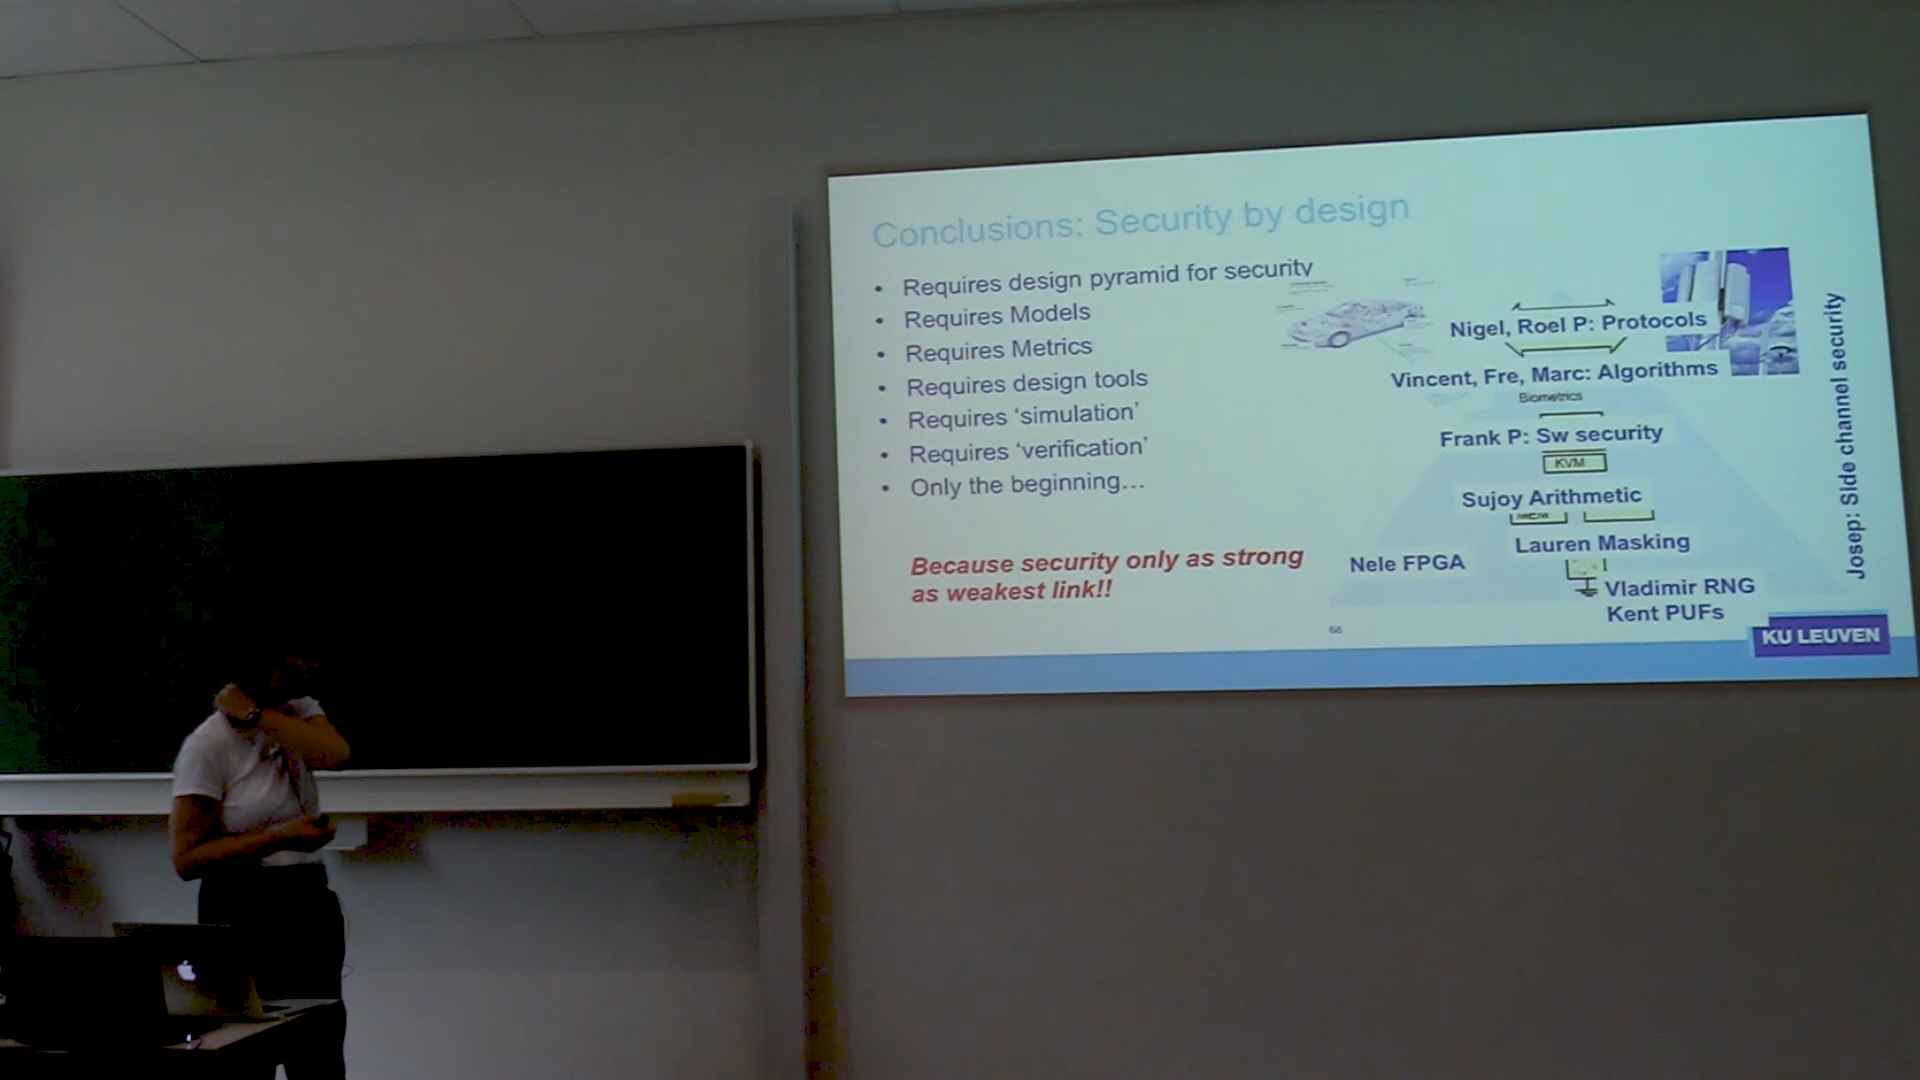 Conclusions: Security by design
• Requires design pyramid for security
• Requires Models
• Requires Metrics
• Requires design tools
• Requires ‘simulation’
• Requires ‘verification’
• Only the beginning…
Because security only as strong
as weakest link!!
Nigel, Roel P: Protocols
Vincent, Fre, Marc: Algorithms
Biometrics
Frank P: Sw security
KVM
Sujoy Arithmetic
Lauren Masking
Nele FPGA
Vladimir RNG
Kent PUFs
Josep: Side channel security
KU LEUVEN